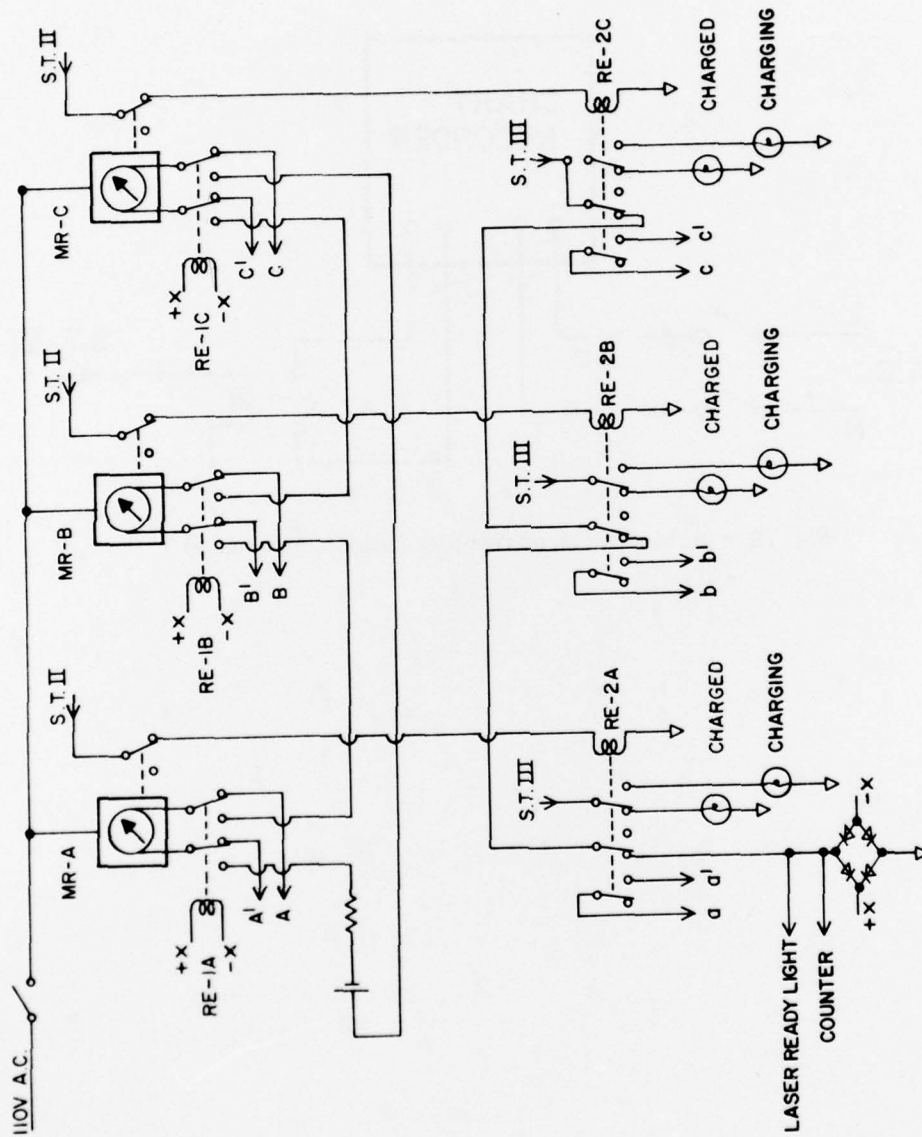 110V A.C.
S.T. II
S.T. II
S.T. II
MR-A
MR-B
MR-C
+X
-X
RE-1A
+X
-X
RE-1B
+X
-X
RE-1C
A'
A
B'
B
C'
C
S.T. III
RE-2A
S.T. III
RE-2B
S.T. III
RE-2C
a
a'
CHARGED
CHARGING
b
b'
CHARGED
CHARGING
c
c'
CHARGED
CHARGING
LASER READY LIGHT
COUNTER
+X
-X